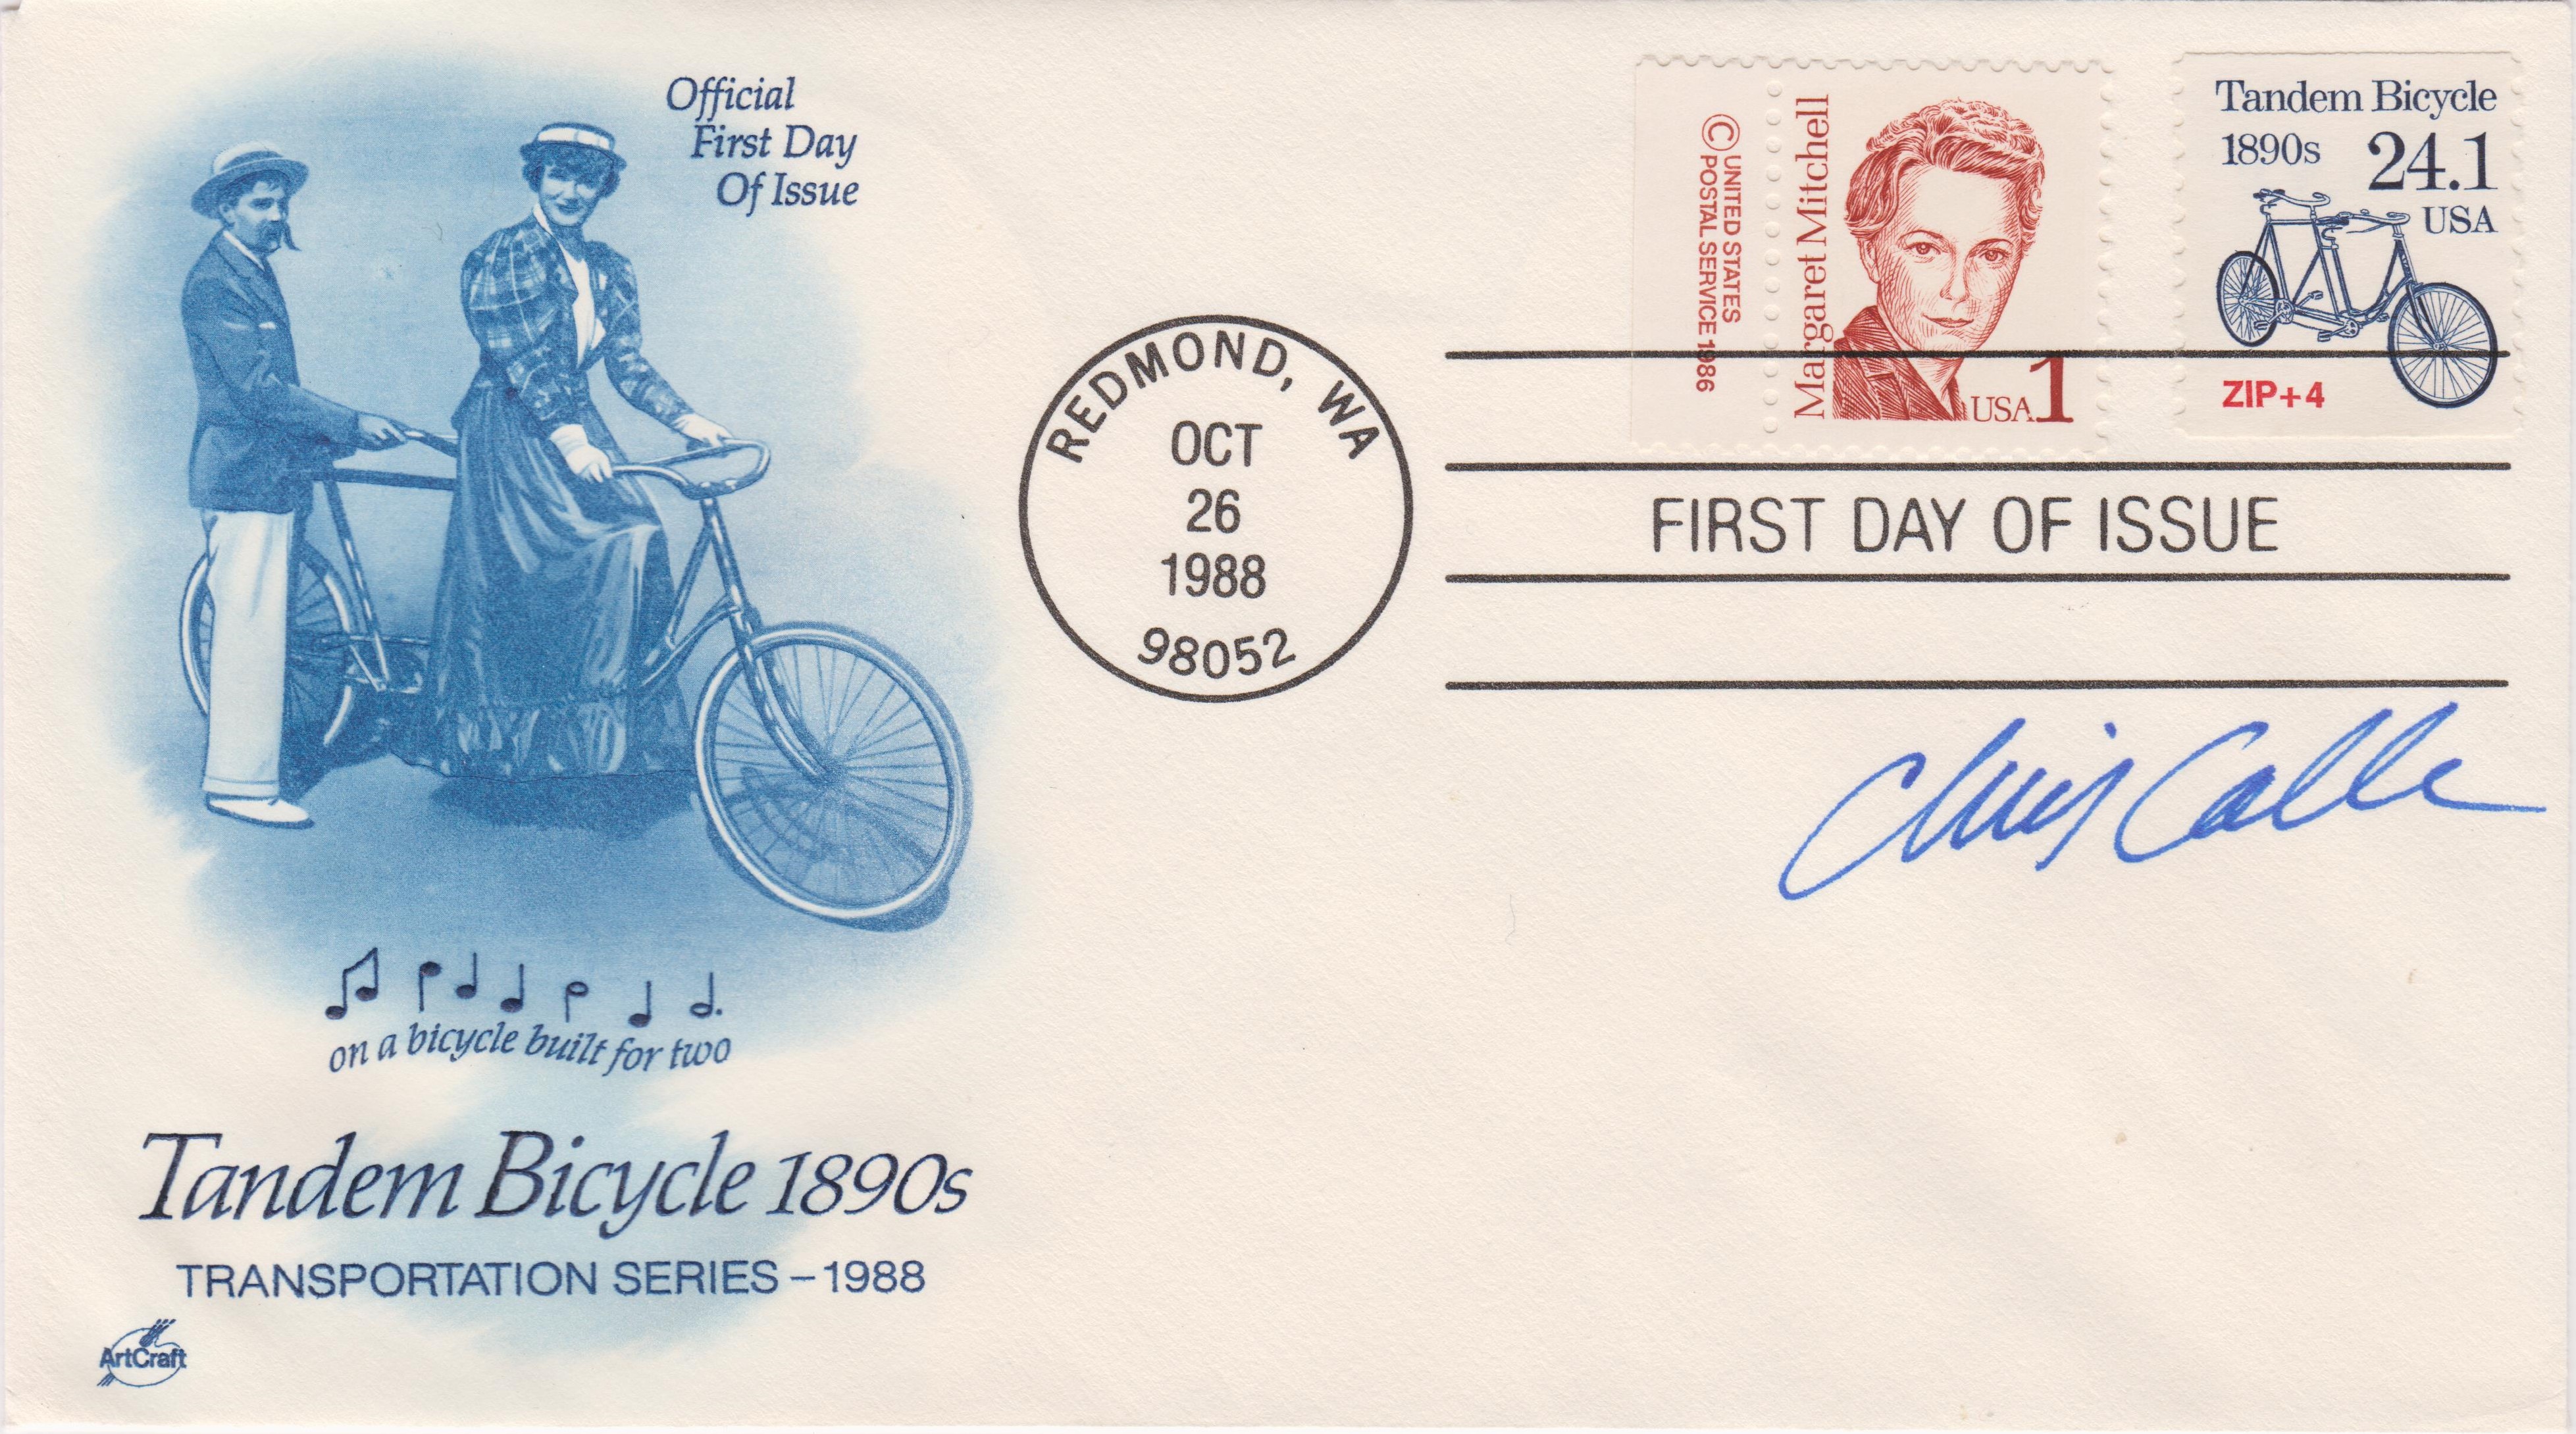 Official
First Day
Of Issue
© UNITED STATES
POSTAL SERVICE 1986
Margaret Mitchell
USA 1
Tandem Bicycle
1890s 24.1
USA
ZIP+4
REDMOND, WA
OCT
26
1988
98052
FIRST DAY OF ISSUE
Chris Calle
on a bicycle built for two
Tandem Bicycle 1890s
TRANSPORTATION SERIES – 1988
ArtCraft